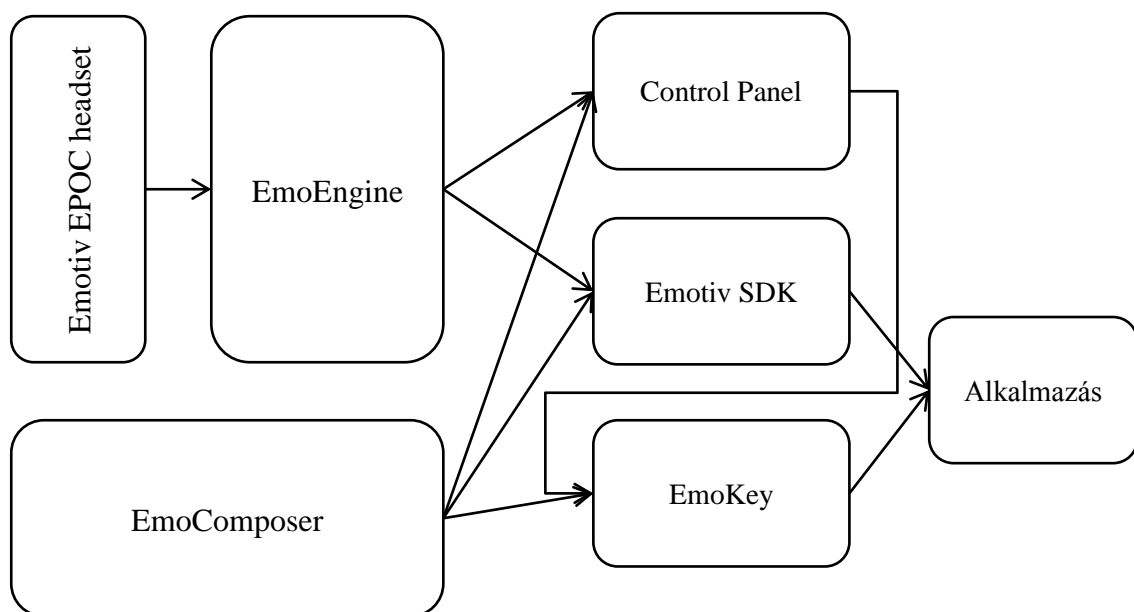 Emotiv EPOC headset
EmoEngine
Control Panel
Emotiv SDK
Alkalmazás
EmoComposer
EmoKey